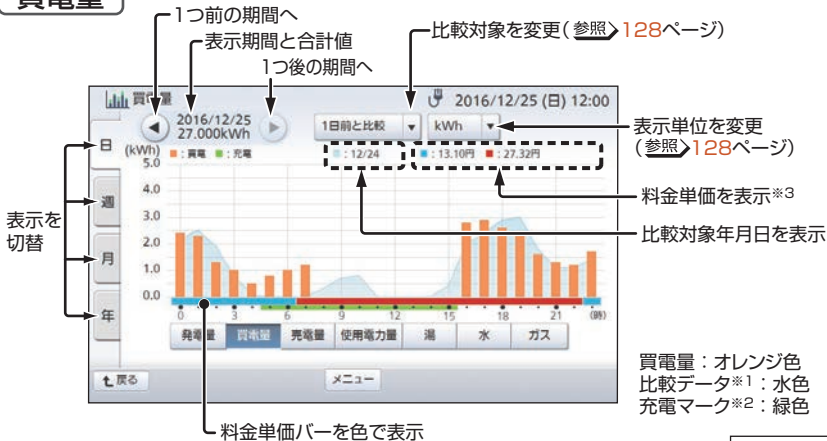 買電量
1つ前の期間へ
表示期間と合計値
1つ後の期間へ
比較対象を変更(参照 128ページ)
買電量
2016/12/25 (日) 12:00
2016/12/25
27.000kWh
1日前と比較
kWh
表示単位を変更
(参照 128ページ)
日
(kWh)
:買電 :充電
:12/24
:13.10円 :27.32円
料金単価を表示※3
比較対象年月日を表示
表示を
切替
週
月
年
5.0
4.0
3.0
2.0
1.0
0.0
0 3 6 9 12 15 18 21 (時)
発電量 買電量 売電量 使用電力量 湯 水 ガス
戻る
メニュー
買電量:オレンジ色
比較データ※1:水色
充電マーク※2:緑色
料金単価バーを色で表示